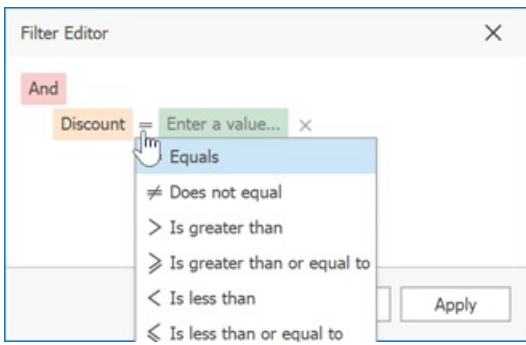 Filter Editor
And
Discount = Enter a value...
Equals
≠ Does not equal
> Is greater than
⩾ Is greater than or equal to
< Is less than
⩽ Is less than or equal to
Apply